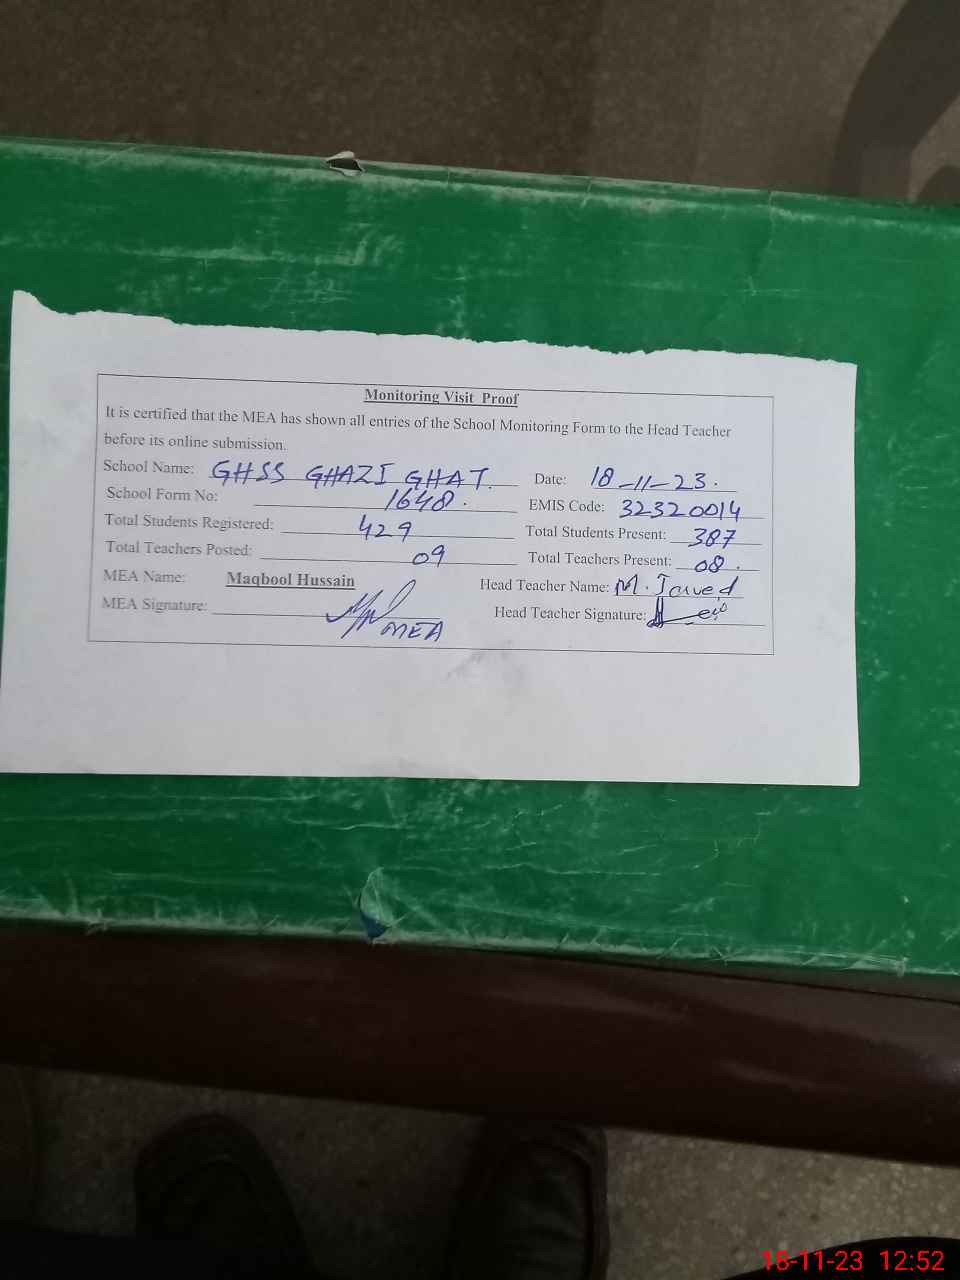 Monitoring Visit Proof
It is certified that the MEA has shown all entries of the School Monitoring Form to the Head Teacher
before its online submission.
School Name: GHSS GHAZI GHAT. Date: 18-11-23.
School Form No: 1648. EMIS Code: 32320014
Total Students Registered: 429 Total Students Present: 387
Total Teachers Posted: 09 Total Teachers Present: 08.
MEA Name: Maqbool Hussain Head Teacher Name: M. Javed
MEA Signature: MEA Head Teacher Signature:
18-11-23 12:52